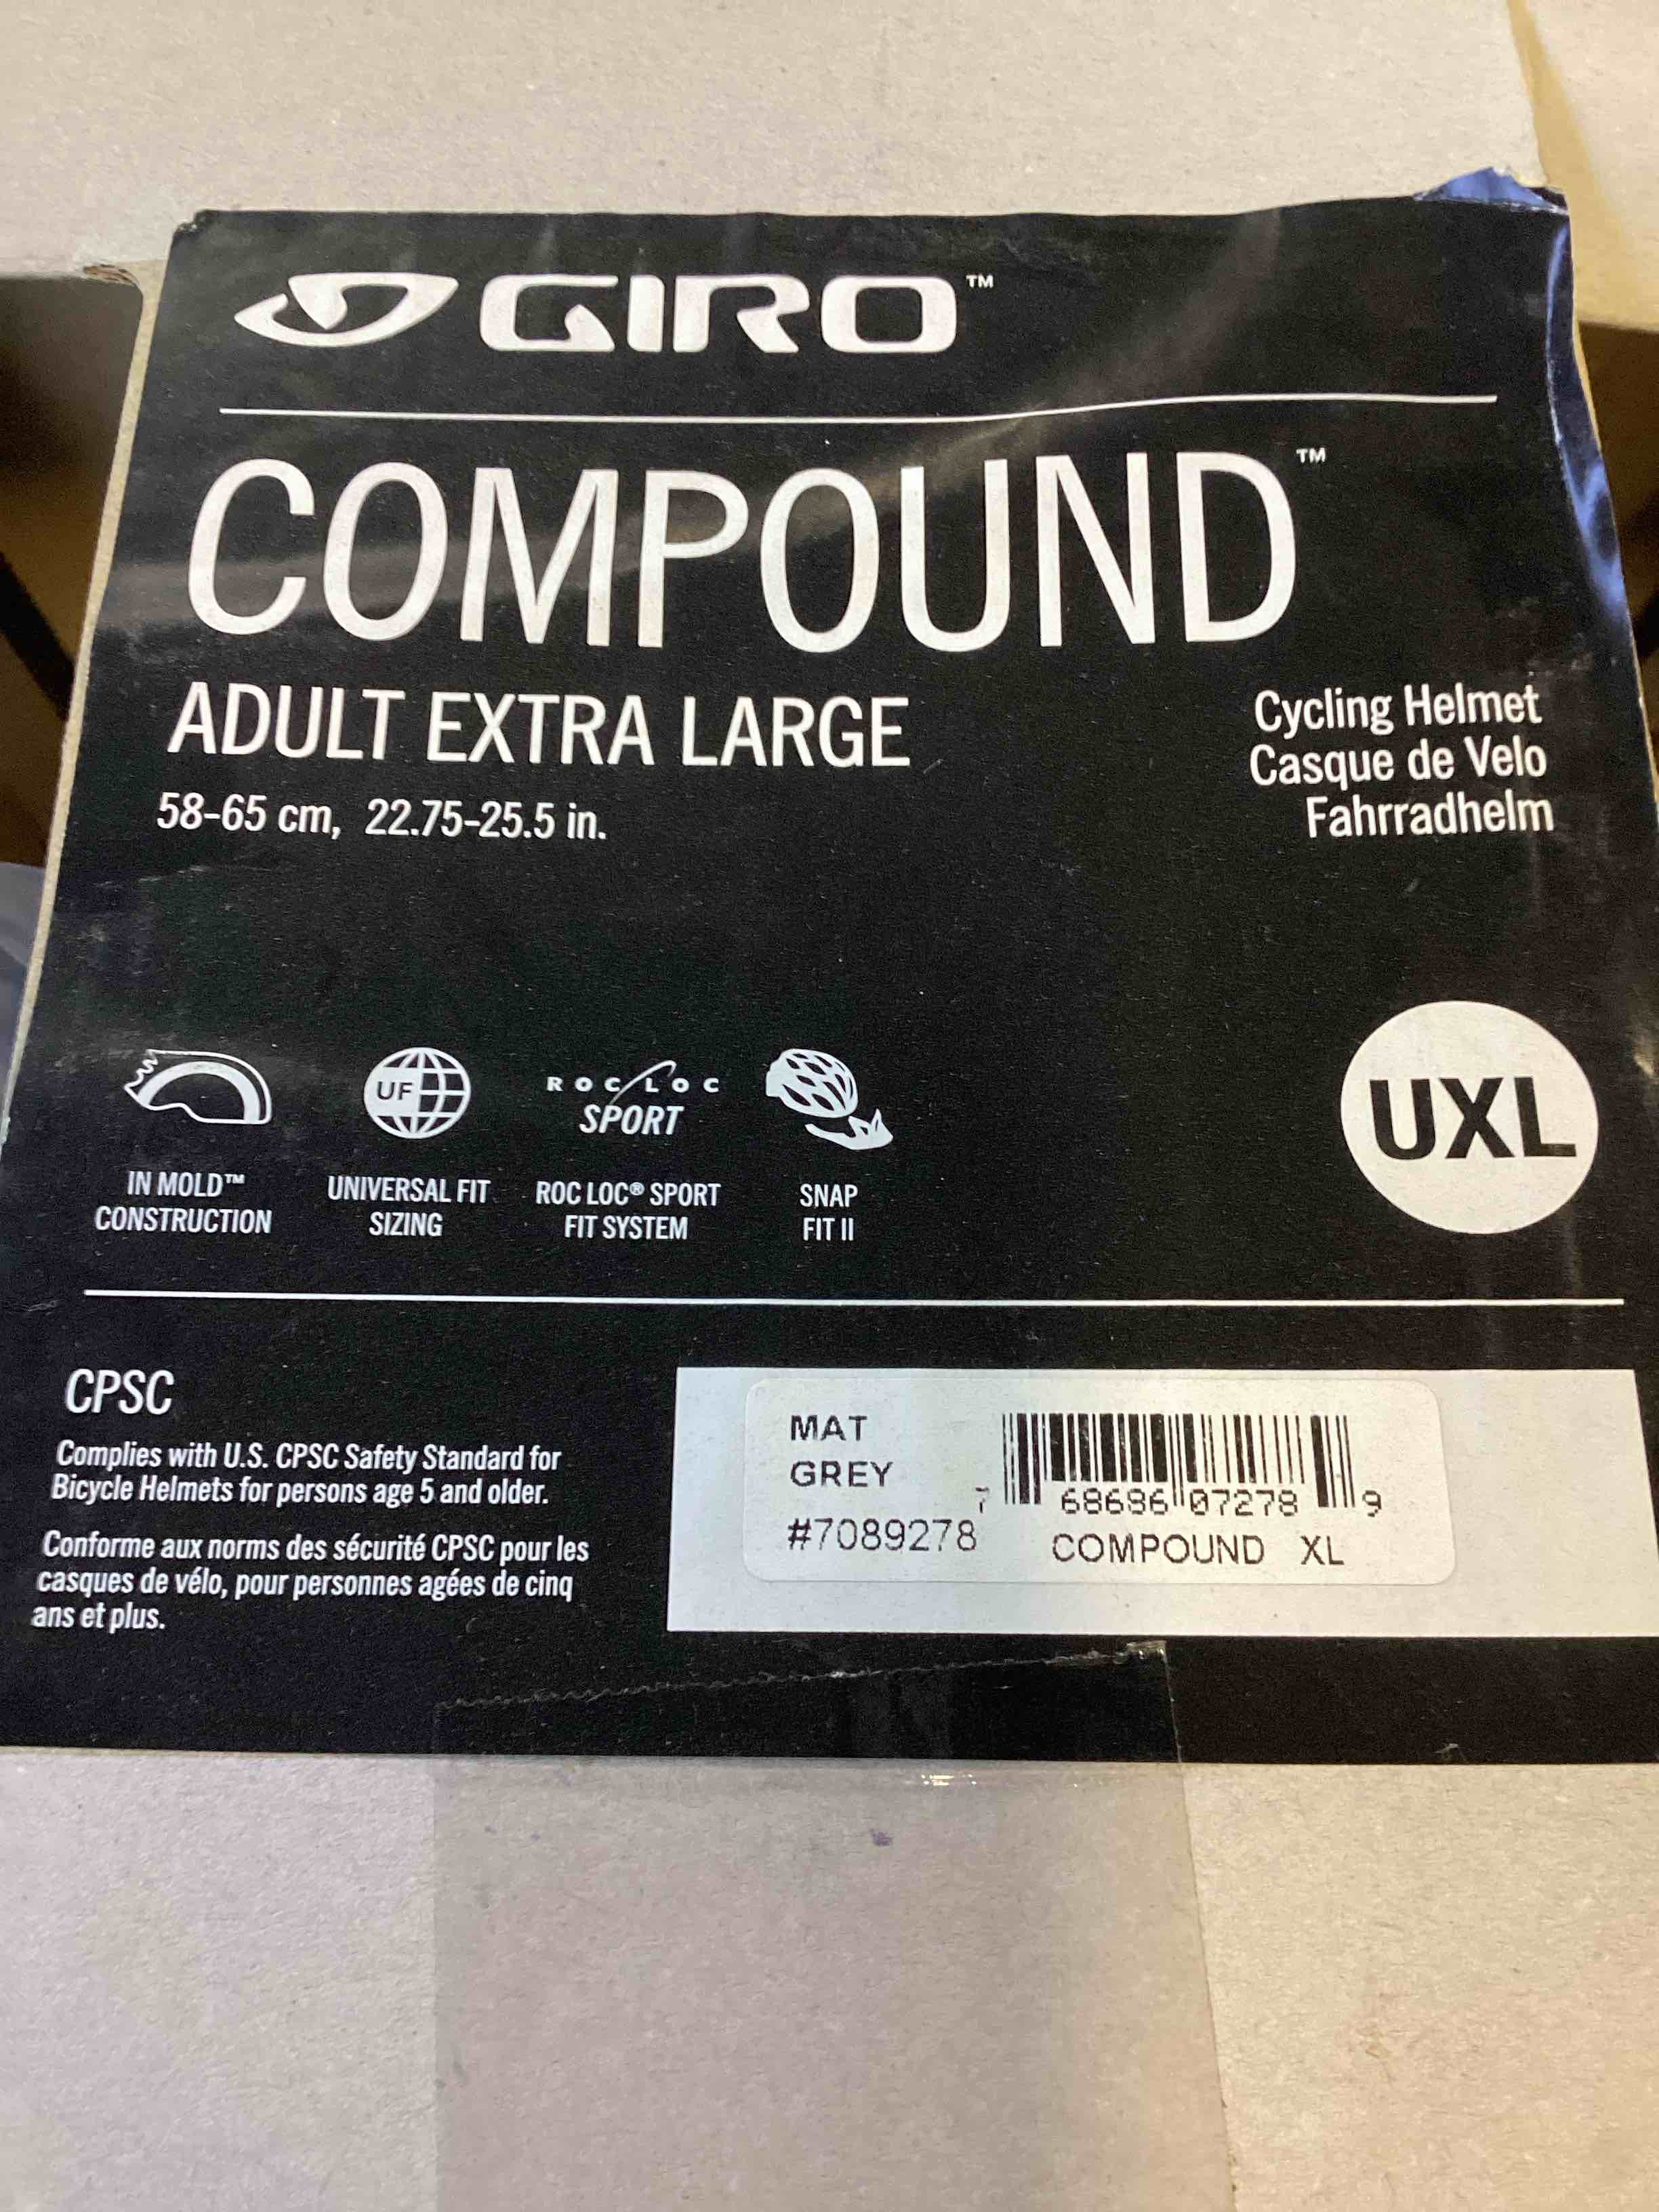 GIRO™
COMPOUND™
ADULT EXTRA LARGE
58-65 cm, 22.75-25.5 in.
Cycling Helmet
Casque de Velo
Fahrradhelm
UF
ROC LOC
SPORT
IN MOLD™
CONSTRUCTION
UNIVERSAL FIT
SIZING
ROC LOC® SPORT
FIT SYSTEM
SNAP
FIT II
UXL
CPSC
Complies with U.S. CPSC Safety Standard for
Bicycle Helmets for persons age 5 and older.
Conforme aux norms des sécurité CPSC pour les
casques de vélo, pour personnes agées de cinq
ans et plus.
MAT
GREY
#7089278
7 68686 07278 9
COMPOUND XL